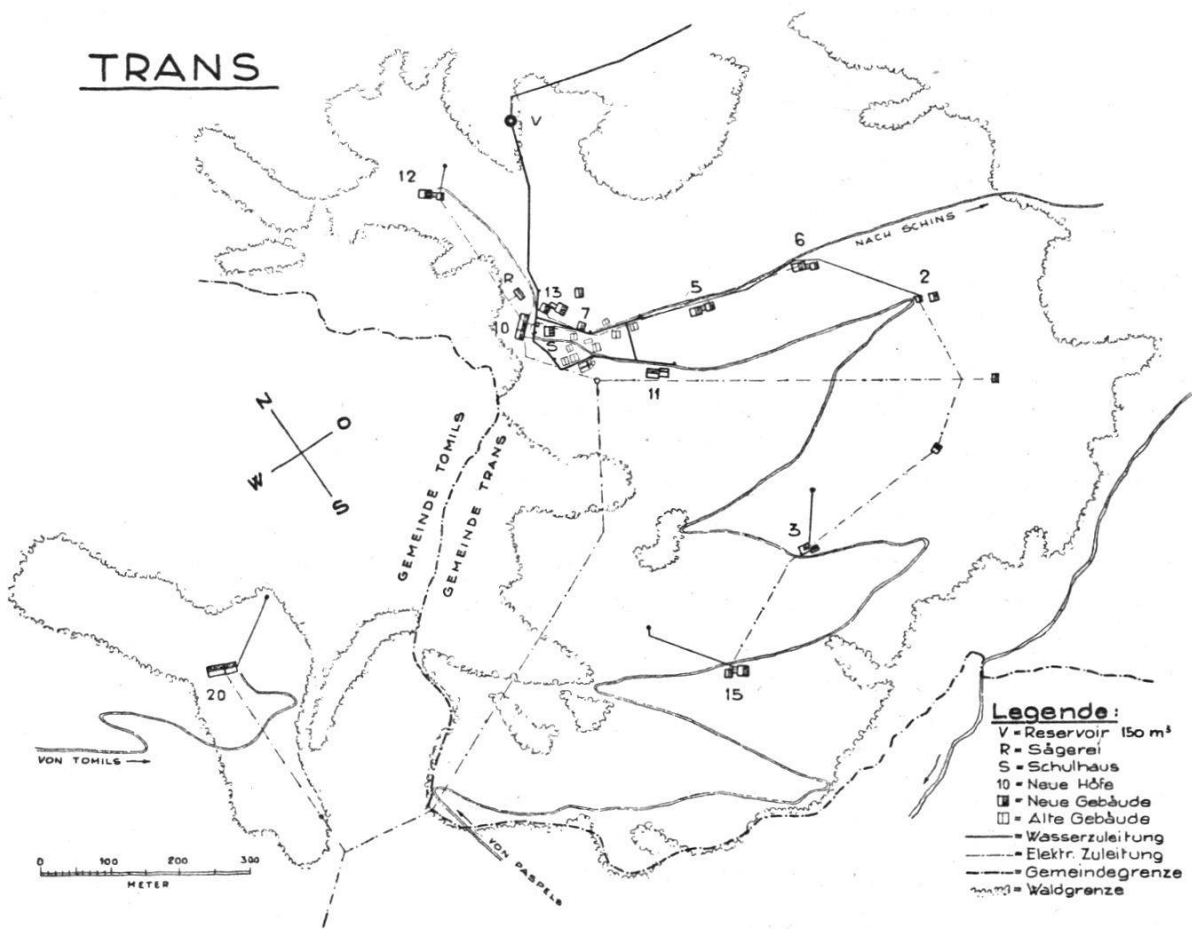 TRANS
V
12
R
13
7
10
S
11
5
6
NACH SCHINS
2
N
O
W
S
GEMEINDE TOMILS
GEMEINDE TRANS
3
15
20
VON TOMILS
VON PASPELS
0 100 200 300
METER
Legende:
V = Reservoir 150 m³
R = Sägerei
S = Schulhaus
10 = Neue Höfe
= Neue Gebäude
= Alte Gebäude
= Wasserzuleitung
= Elektr. Zuleitung
= Gemeindegrenze
= Waldgrenze